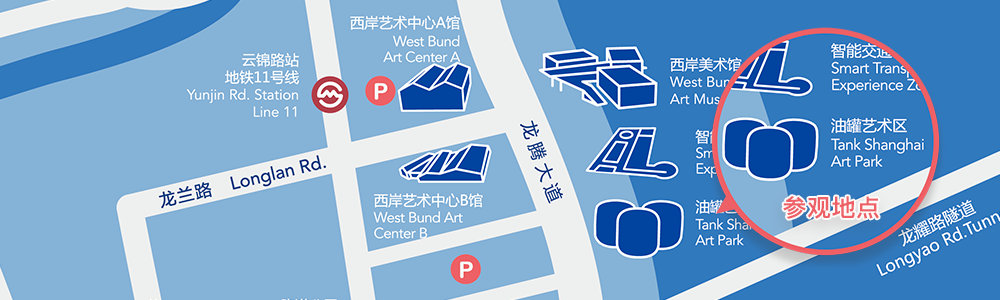 西岸艺术中心A馆
West Bund
Art Center A
云锦路站
地铁11号线
Yunjin Rd. Station
Line 11
P
龙腾大道
西岸美术馆
West Bund
Art Mus
智能交通
Smart Transp
Experience Zo
油罐艺术区
Tank Shanghai
Art Park
参观地点
龙兰路 Longlan Rd.
西岸艺术中心B馆
West Bund Art
Center B
P
智能
Sm
Exp
油罐
Tank Sha
Art Park
龙耀路隧道
Longyao Rd.Tunn